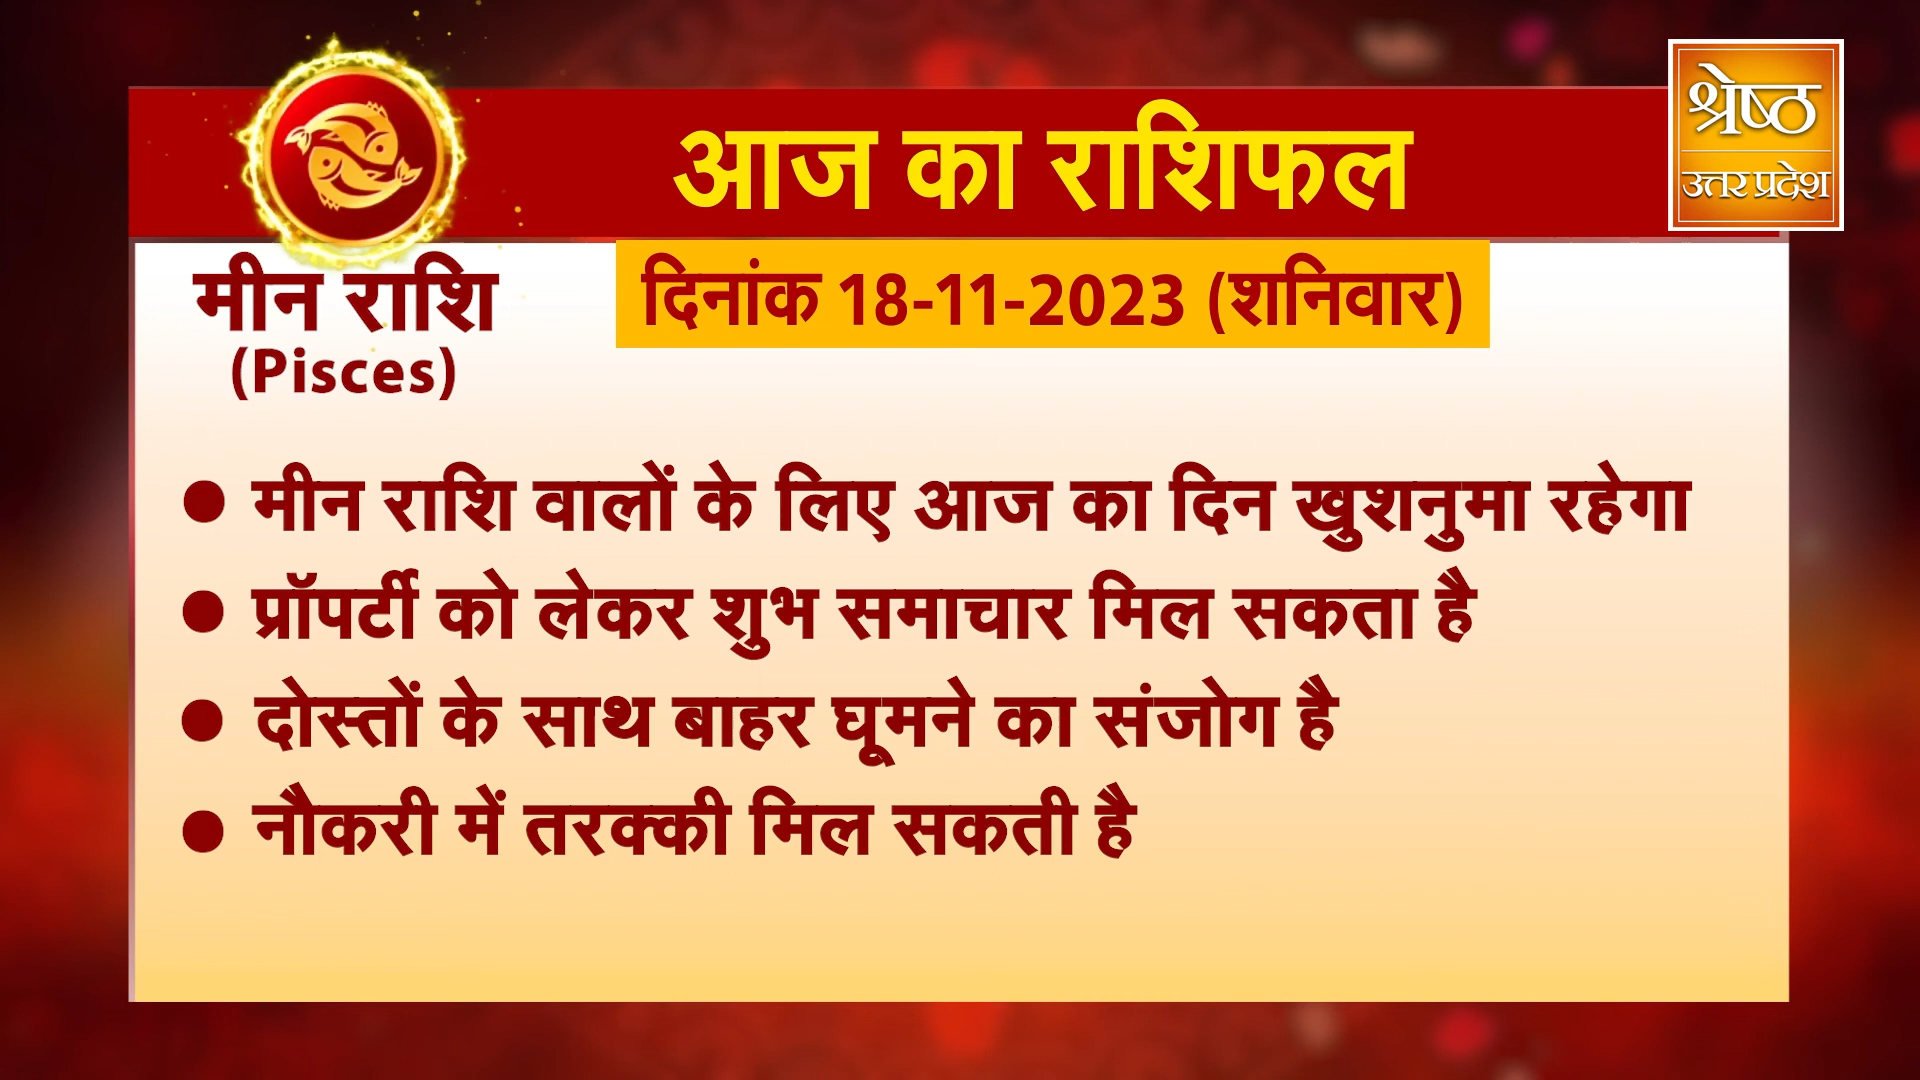 आज का राशिफल
श्रेष्ठ
उत्तर प्रदेश
मीन राशि
(Pisces)
दिनांक 18-11-2023 (शनिवार)
● मीन राशि वालों के लिए आज का दिन खुशनुमा रहेगा
● प्रॉपर्टी को लेकर शुभ समाचार मिल सकता है
● दोस्तों के साथ बाहर घूमने का संजोग है
● नौकरी में तरक्की मिल सकती है